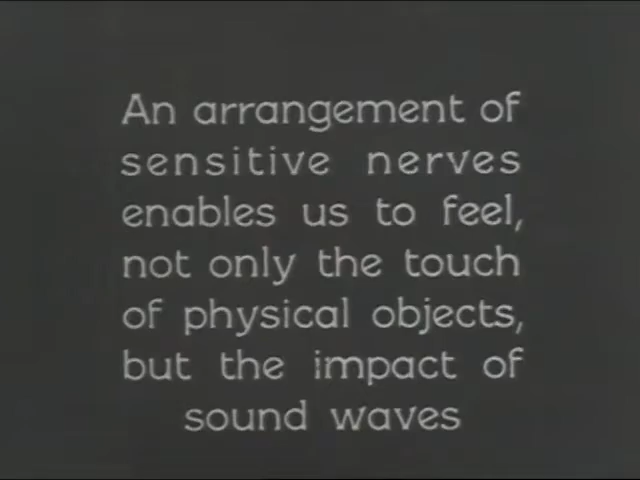 An arrangement of
sensitive nerves
enables us to feel,
not only the touch
of physical objects,
but the impact of
sound waves